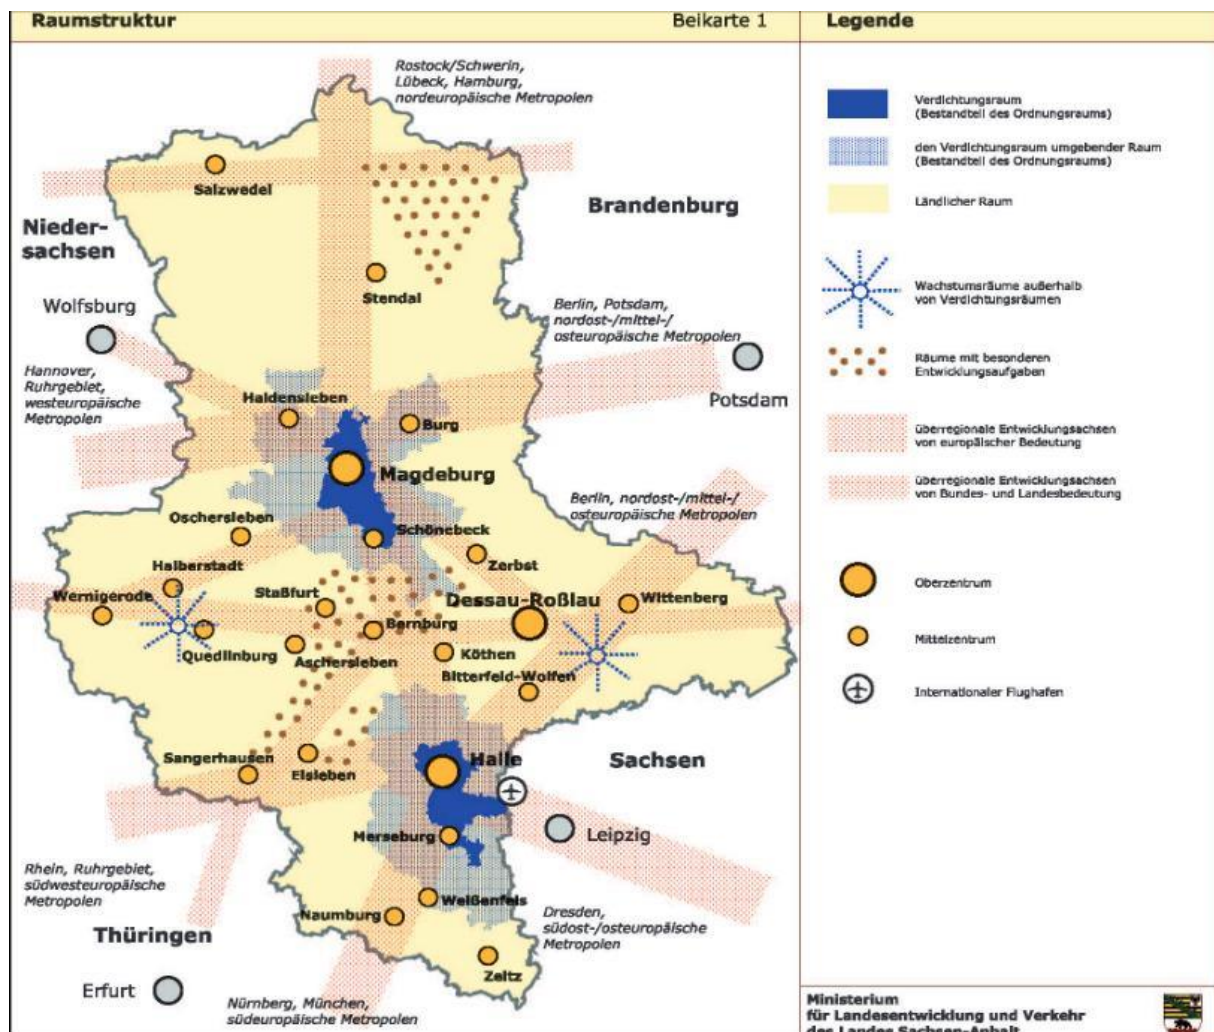 Raumstruktur
Beikarte 1
Legende
Rostock/Schwerin,
Lübeck, Hamburg,
nordeuropäische Metropolen
Salzwedel
Brandenburg
Nieder-
sachsen
Stendal
Wolfsburg
Berlin, Potsdam,
nordost-/mittel-/
osteuropäische Metropolen
Hannover,
Ruhrgebiet,
westeuropäische
Metropolen
Potsdam
Haldensleben
Burg
Magdeburg
Berlin, nordost-/mittel-/
osteuropäische Metropolen
Oschersleben
Schönebeck
Halberstadt
Zerbst
Wernigerode
Staßfurt
Dessau-Roßlau
Wittenberg
Bernburg
Quedlinburg
Aschersleben
Köthen
Bitterfeld-Wolfen
Sangerhausen
Eisleben
Halle
Sachsen
Merseburg
Leipzig
Rhein, Ruhrgebiet,
südwesteuropäische
Metropolen
Weißenfels
Naumburg
Dresden,
südost-/osteuropäische
Metropolen
Thüringen
Zeitz
Erfurt
Nürnberg, München,
südeuropäische Metropolen
Verdichtungsraum
(Bestandteil des Ordnungsraums)
den Verdichtungsraum umgebender Raum
(Bestandteil des Ordnungsraums)
Ländlicher Raum
Wachstumsräume außerhalb
von Verdichtungsräumen
Räume mit besonderen
Entwicklungsaufgaben
überregionale Entwicklungsachsen
von europäischer Bedeutung
überregionale Entwicklungsachsen
von Bundes- und Landesbedeutung
Oberzentrum
Mittelzentrum
Internationaler Flughafen
Ministerium
für Landesentwicklung und Verkehr
des Landes Sachsen-Anhalt